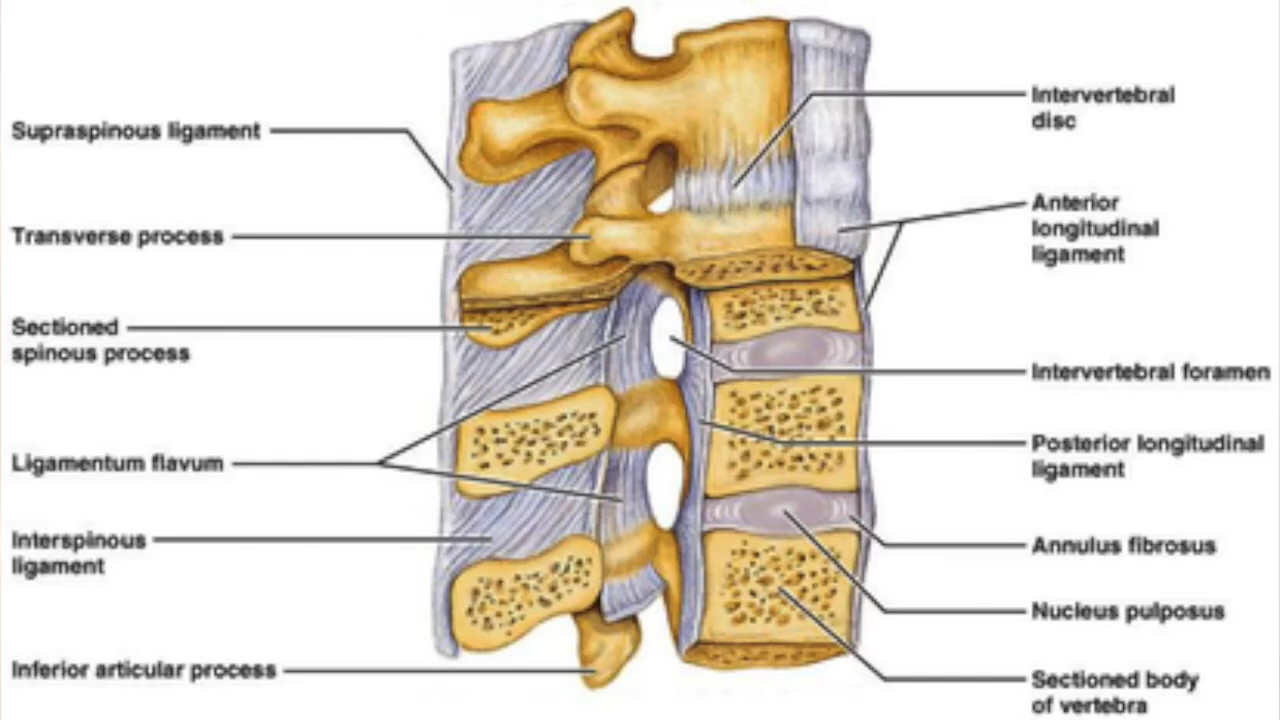 Supraspinous ligament
Transverse process
Sectioned
spinous process
Ligamentum flavum
Interspinous
ligament
Inferior articular process
Intervertebral
disc
Anterior
longitudinal
ligament
Intervertebral foramen
Posterior longitudinal
ligament
Annulus fibrosus
Nucleus pulposus
Sectioned body
of vertebra